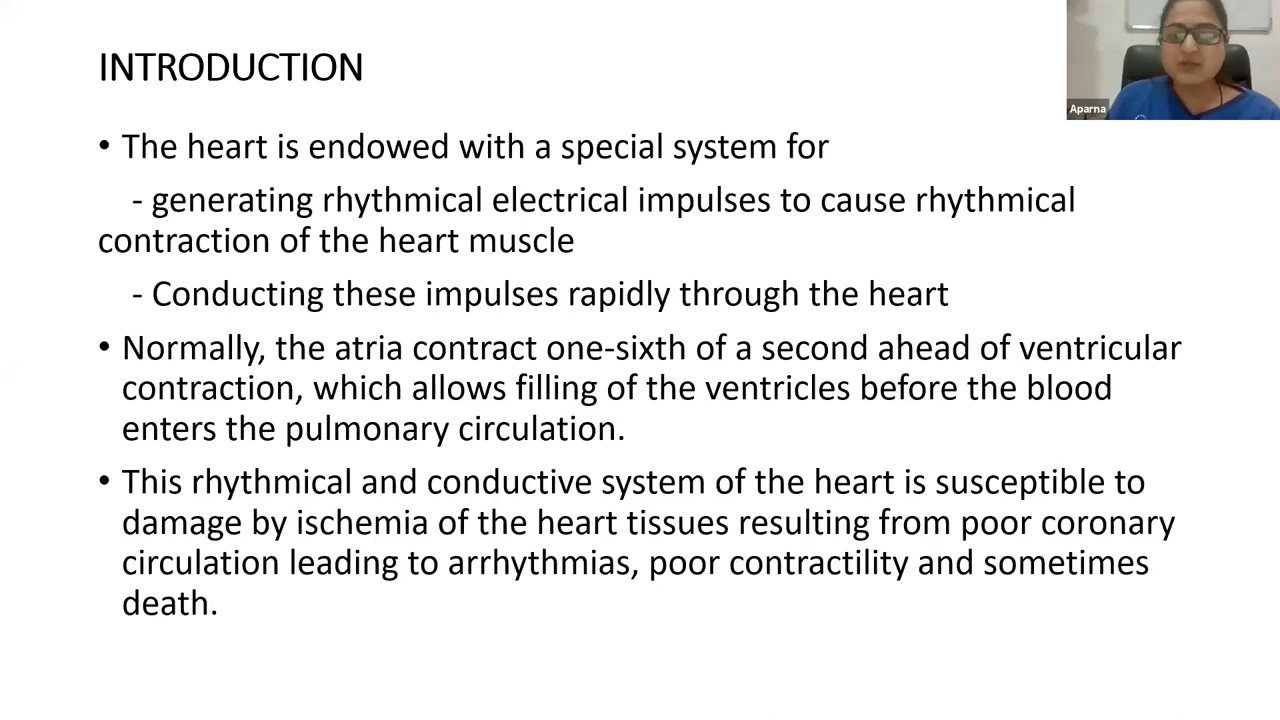 INTRODUCTION
Aparna
• The heart is endowed with a special system for
- generating rhythmical electrical impulses to cause rhythmical
contraction of the heart muscle
- Conducting these impulses rapidly through the heart
• Normally, the atria contract one-sixth of a second ahead of ventricular
contraction, which allows filling of the ventricles before the blood
enters the pulmonary circulation.
• This rhythmical and conductive system of the heart is susceptible to
damage by ischemia of the heart tissues resulting from poor coronary
circulation leading to arrhythmias, poor contractility and sometimes
death.